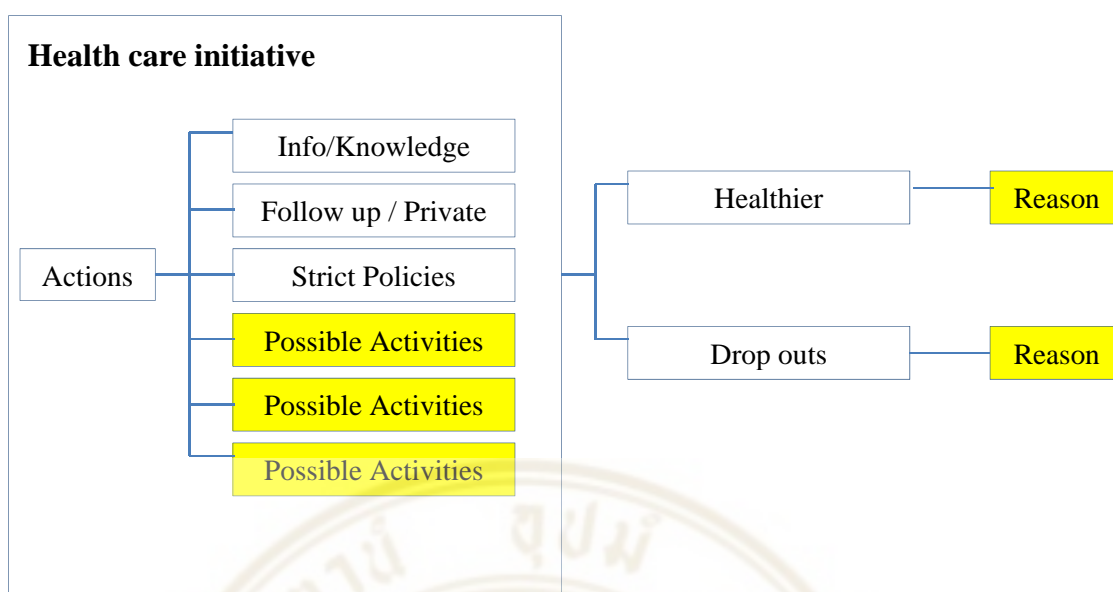 Health care initiative
Info/Knowledge
Follow up / Private
Actions
Strict Policies
Possible Activities
Possible Activities
Possible Activities
Healthier
Reason
Drop outs
Reason